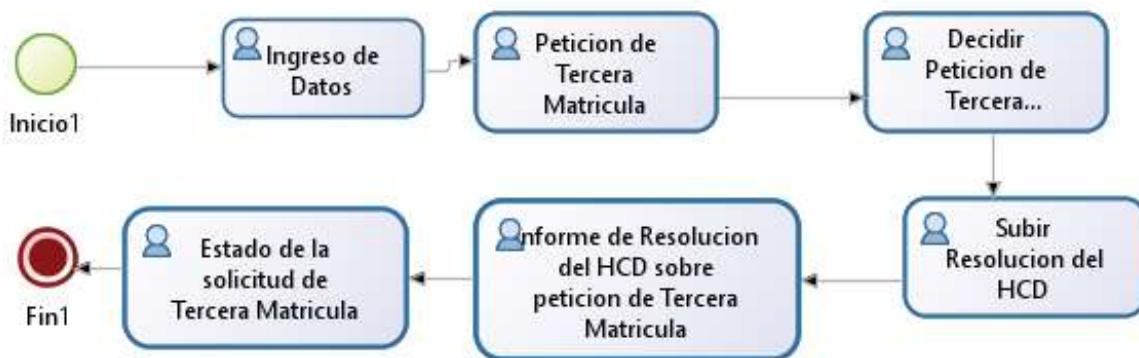 Inicio1
Ingreso de
Datos
Peticion de
Tercera
Matricula
Decidir
Peticion de
Tercera...
Subir
Resolucion del
HCD
nforme de Resolucion
del HCD sobre
peticion de Tercera
Matricula
Estado de la
solicitud de
Tercera Matricula
Fin1